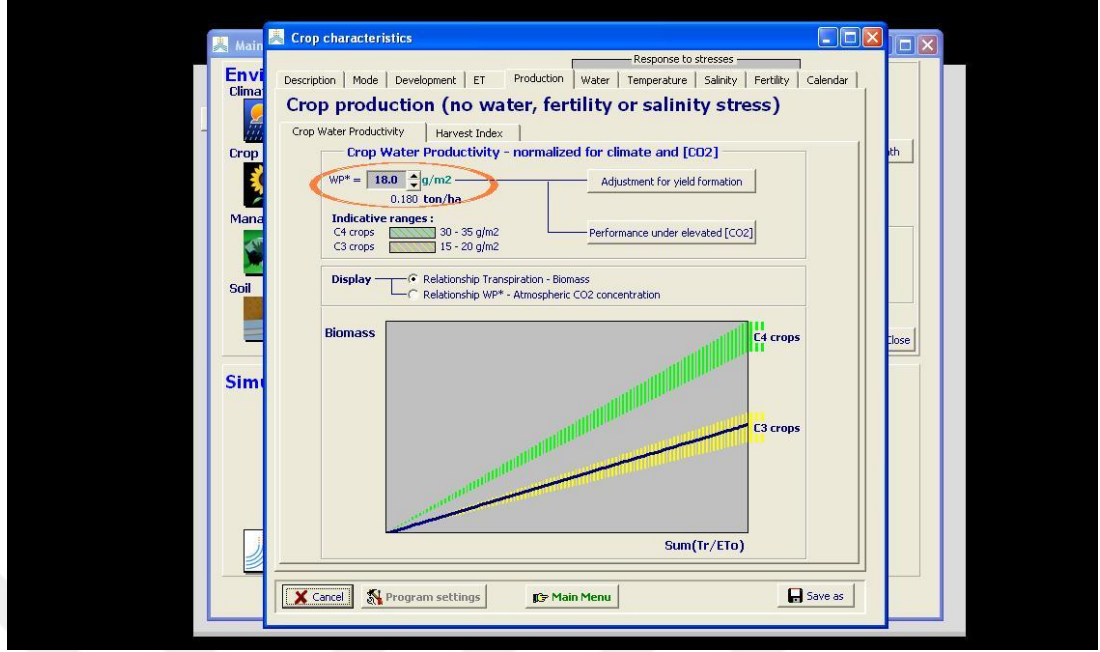 Main
Crop characteristics
Envi
Clima
Response to stresses
Description Mode Development ET Production Water Temperature Salinity Fertility Calendar
Crop production (no water, fertility or salinity stress)
Crop Water Productivity Harvest Index
Crop
Crop Water Productivity - normalized for climate and [CO2]
th
WP* = 18.0 g/m2
Adjustment for yield formation
0.180 ton/ha
Mana
Indicative ranges :
C4 crops 30 - 35 g/m2
Performance under elevated [CO2]
C3 crops 15 - 20 g/m2
Display
Relationship Transpiration - Biomass
Relationship WP* - Atmospheric CO2 concentration
Soil
Biomass
C4 crops
Close
Simu
C3 crops
Sum(Tr/ETo)
Cancel Program settings Main Menu Save as